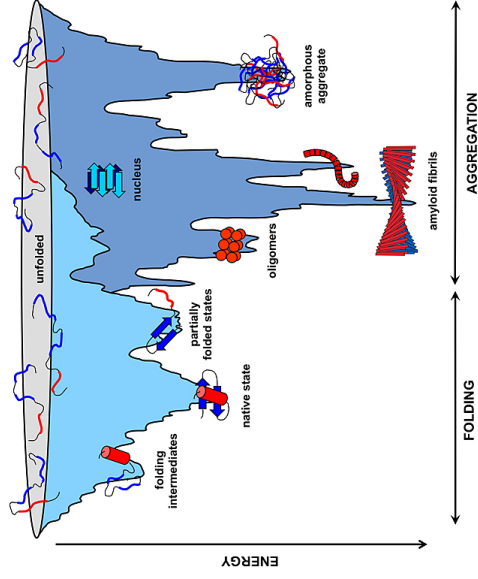 unfolded
folding
intermediates
native state
partially
folded states
oligomers
nucleus
amorphous
aggregate
amyloid fibrils
ENERGY
FOLDING
AGGREGATION